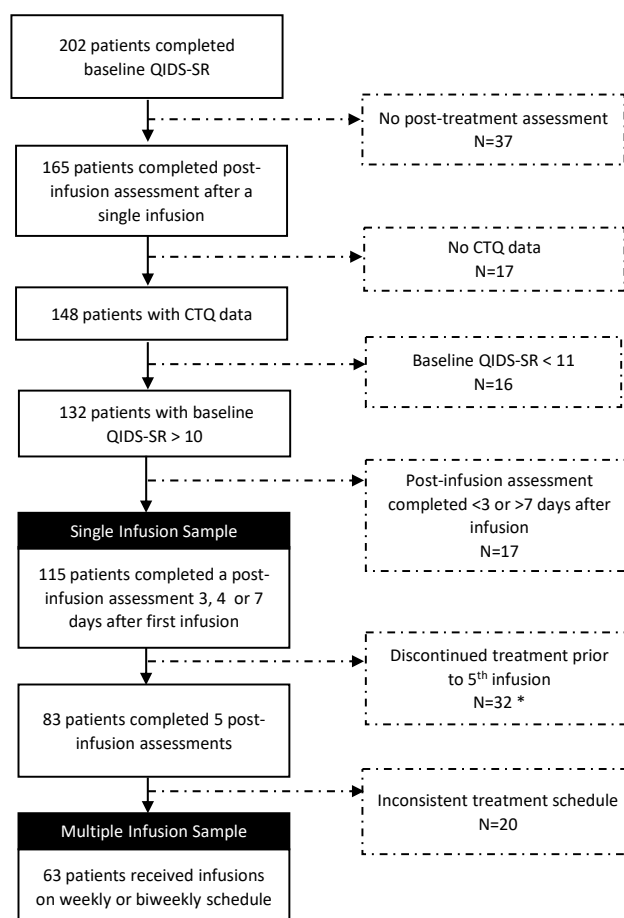 202 patients completed
baseline QIDS-SR
No post-treatment assessment
N=37
165 patients completed post-
infusion assessment after a
single infusion
No CTQ data
N=17
148 patients with CTQ data
Baseline QIDS-SR < 11
N=16
132 patients with baseline
QIDS-SR > 10
Post-infusion assessment
completed <3 or >7 days after
infusion
N=17
Single Infusion Sample
115 patients completed a post-
infusion assessment 3, 4 or 7
days after first infusion
Discontinued treatment prior
to 5th infusion
N=32 *
83 patients completed 5 post-
infusion assessments
Inconsistent treatment schedule
N=20
Multiple Infusion Sample
63 patients received infusions
on weekly or biweekly schedule